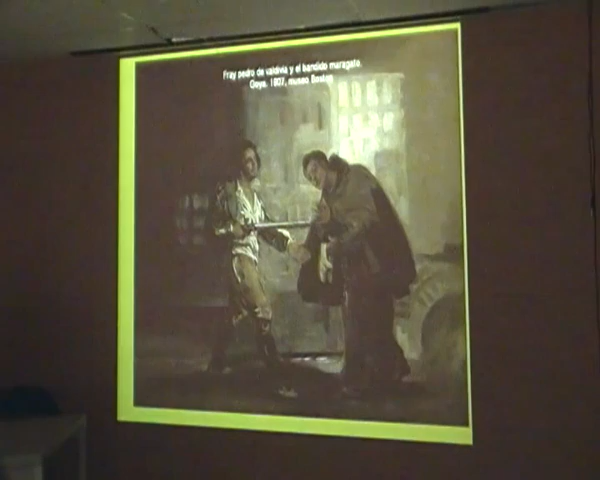 Fray pedro de valdivia y el bandido maragato.
Goya, 1807, museo Boston